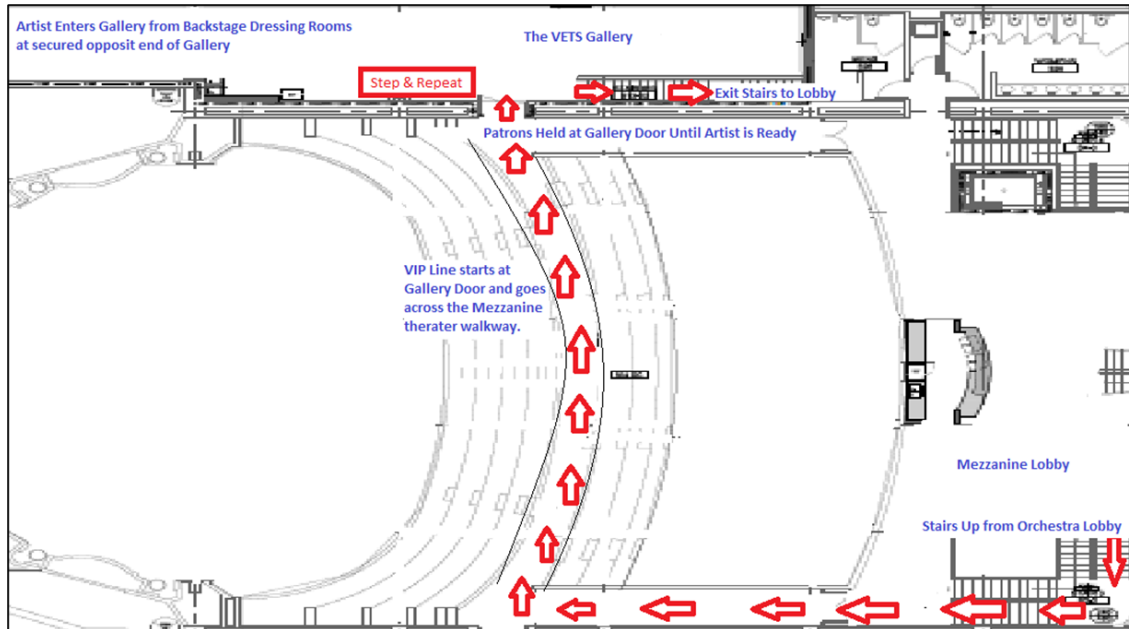 Artist Enters Gallery from Backstage Dressing Rooms
at secured opposit end of Gallery
The VETS Gallery
Step & Repeat
Exit Stairs to Lobby
Patrons Held at Gallery Door Until Artist is Ready
VIP Line starts at
Gallery Door and goes
across the Mezzanine
therater walkway.
Mezzanine Lobby
Stairs Up from Orchestra Lobby